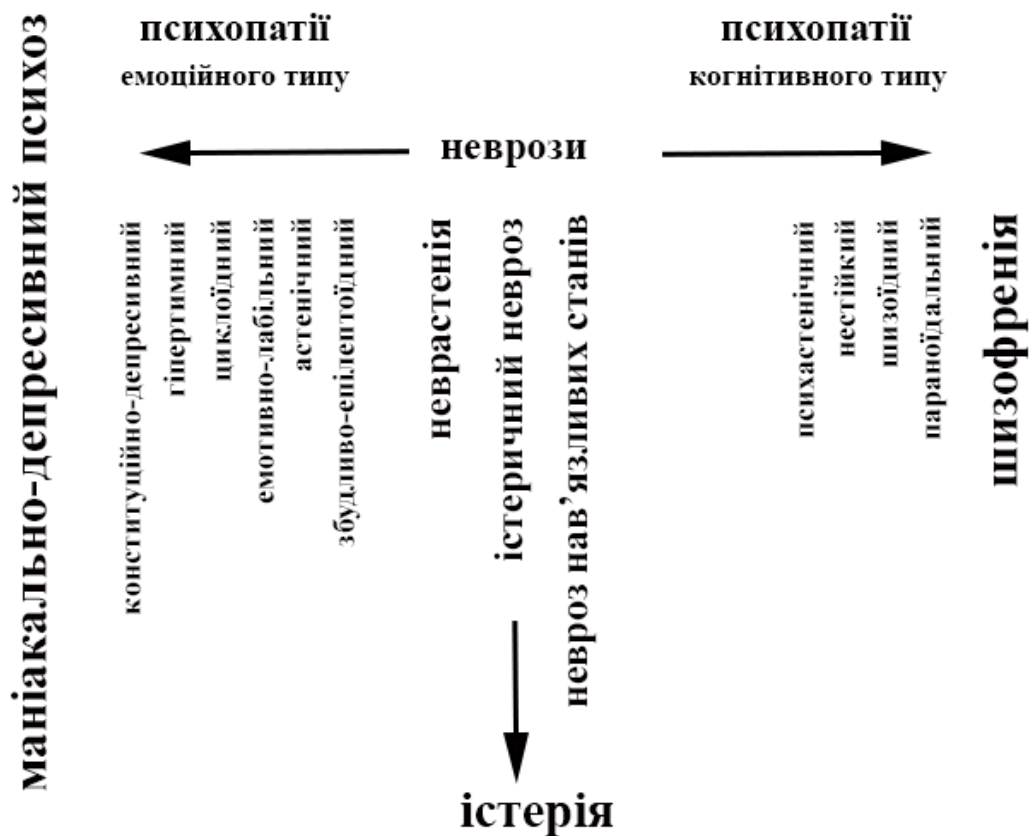 маніакально-депресивний психоз
психопатії
емоційного типу
конституційно-депресивний
гіпертимний
циклоїдний
емотивно-лабільний
астенічний
збудливо-епілептоїдний
неврози
неврастенія
істеричний невроз
невроз нав’язливих станів
істерія
психопатії
когнітивного типу
психастенічний
нестійкий
шизоїдний
параноїдальний
шизофренія